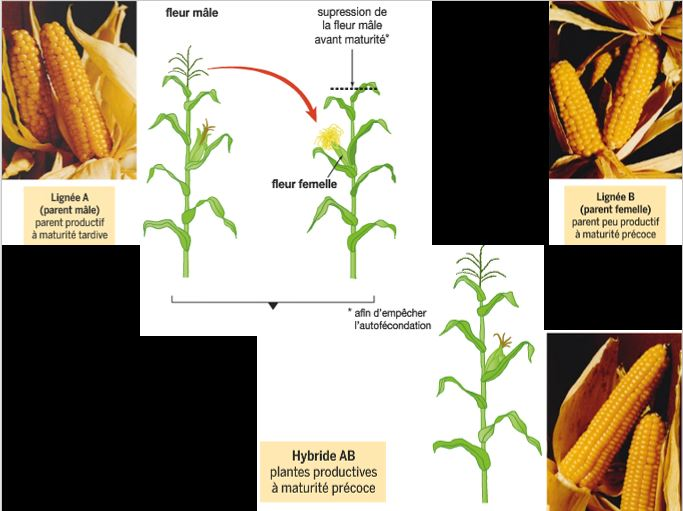 fleur mâle
supression de
la fleur mâle
avant maturité*
fleur femelle
Lignée A
(parent mâle)
parent productif
à maturité tardive
Lignée B
(parent femelle)
parent peu productif
à maturité précoce
* afin d'empêcher
l'autofécondation
Hybride AB
plantes productives
à maturité précoce